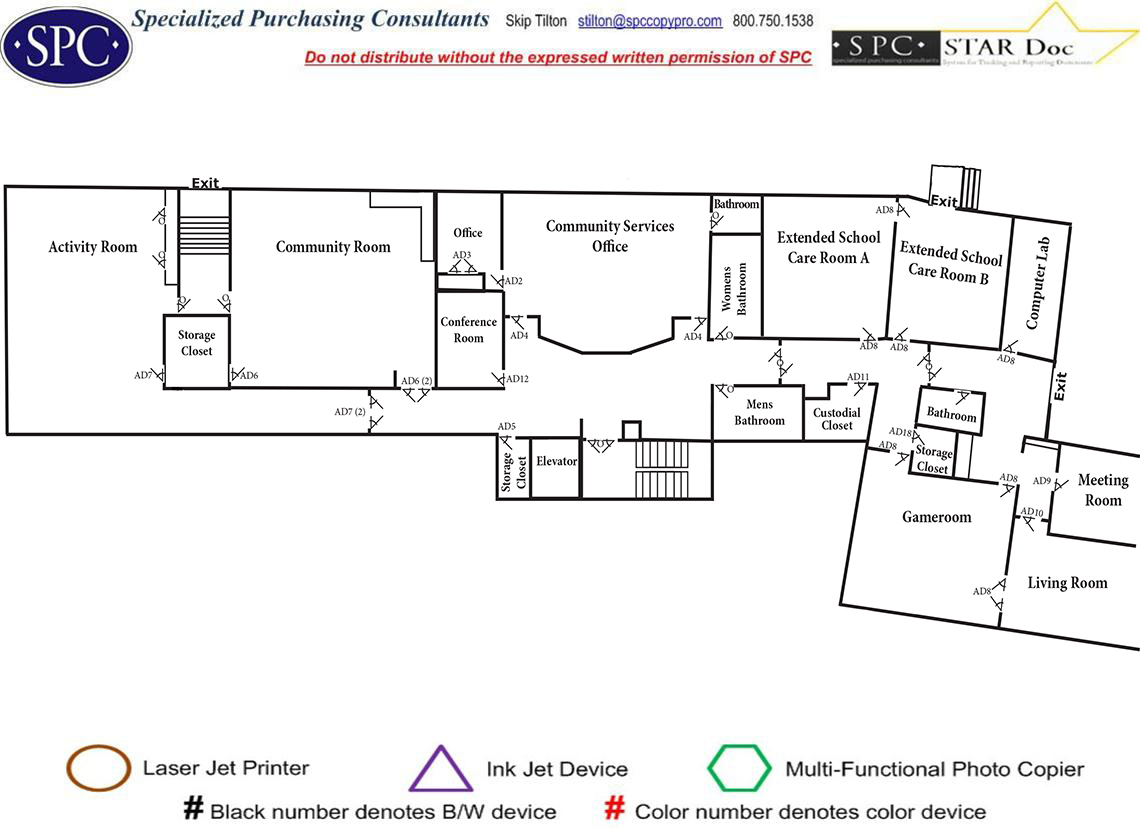 SPC
Specialized Purchasing Consultants Skip Tilton stilton@spccopypro.com 800.750.1538
Do not distribute without the expressed written permission of SPC
SPC STAR Doc
specialized purchasing consultants System for Tracking and Reporting Documents
Exit
Exit
Activity Room
Community Room
Office
AD3
AD2
Community Services
Office
Bathroom
Womens
Bathroom
Extended School
Care Room A
AD8
Extended School
Care Room B
Computer Lab
Storage
Closet
AD7
AD6
Conference
Room
AD4
AD4
AD8
AD8
AD8
AD12
AD6 (2)
AD7 (2)
AD11
Exit
Mens
Bathroom
Custodial
Closet
Bathroom
AD5
Storage
Closet
Elevator
AD18
AD8
Storage
Closet
AD8
AD9
Meeting
Room
AD10
Gameroom
AD8
Living Room
Laser Jet Printer
Ink Jet Device
Multi-Functional Photo Copier
# Black number denotes B/W device
# Color number denotes color device